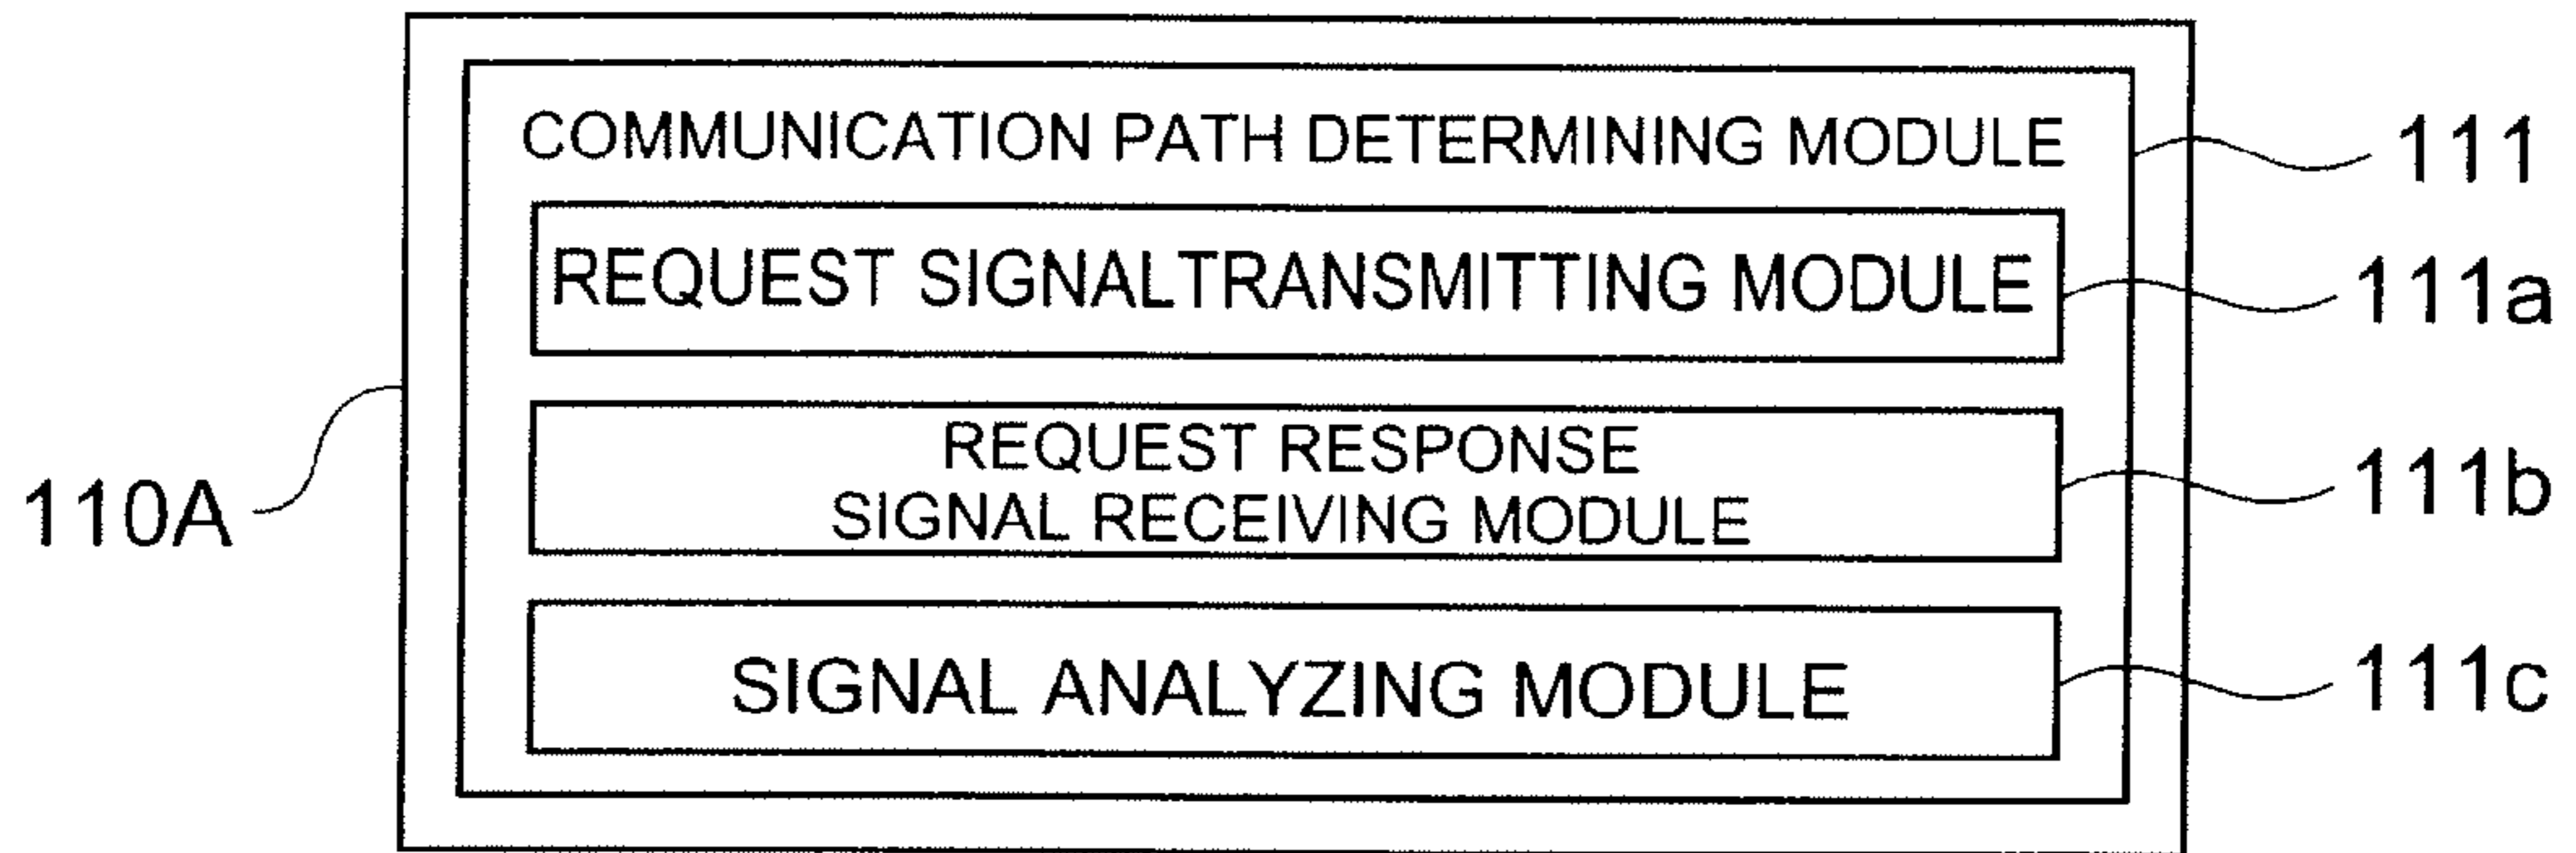 COMMUNICATION PATH DETERMINING MODULE
111
REQUEST SIGNALTRANSMITTING MODULE
111a
REQUEST RESPONSE
SIGNAL RECEIVING MODULE
111b
110A
SIGNAL ANALYZING MODULE
111c